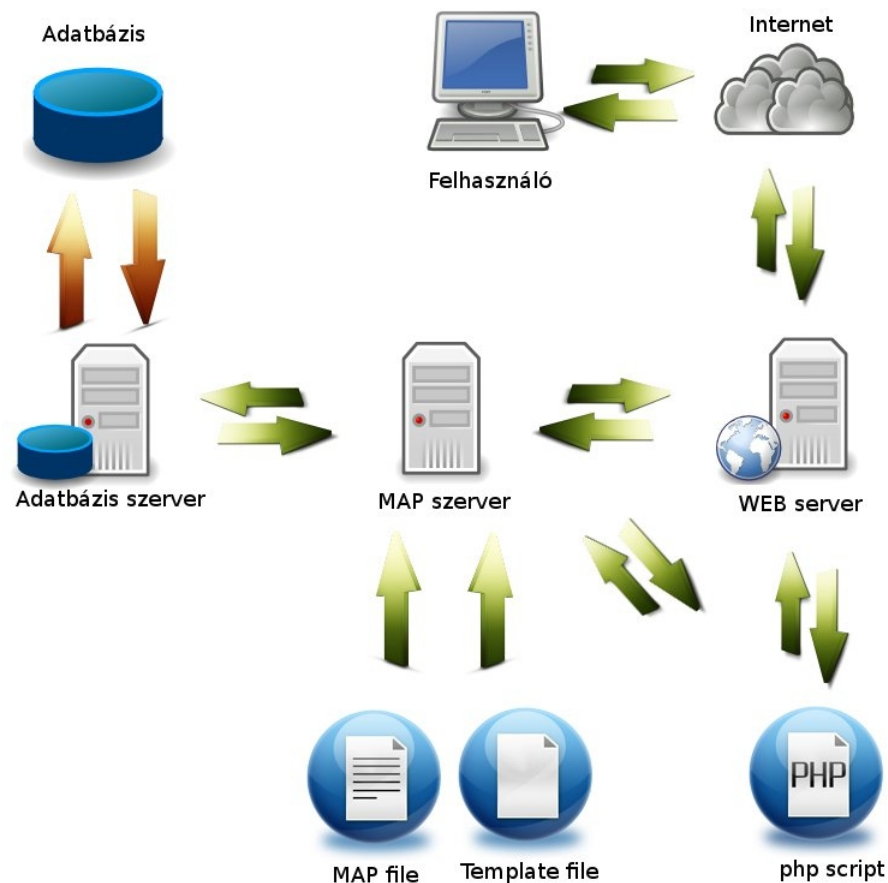 Adatbázis
Internet
Felhasználó
Adatbázis szerver
MAP szerver
WEB server
PHP
MAP file
Template file
php script